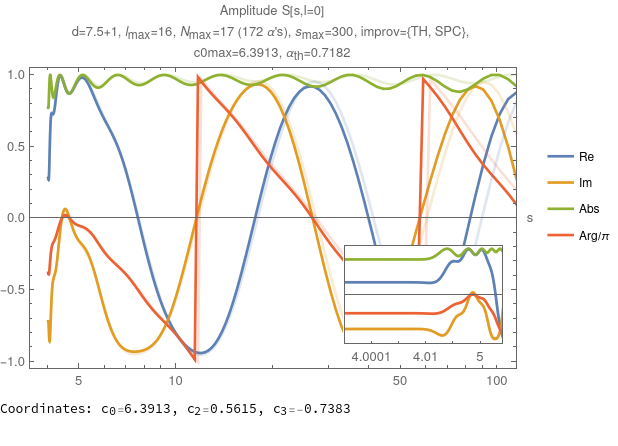 Amplitude S[s,l=0]
d=7.5+1, lmax=16, Nmax=17 (172 α's), smax=300, improv={TH, SPC},
c0max=6.3913, αth=0.7182
1.0
0.5
0.0
-0.5
-1.0
5
10
50
100
s
4.0001
4.01
5
Re
Im
Abs
Arg/π
Coordinates: c0=6.3913, c2=0.5615, c3=-0.7383